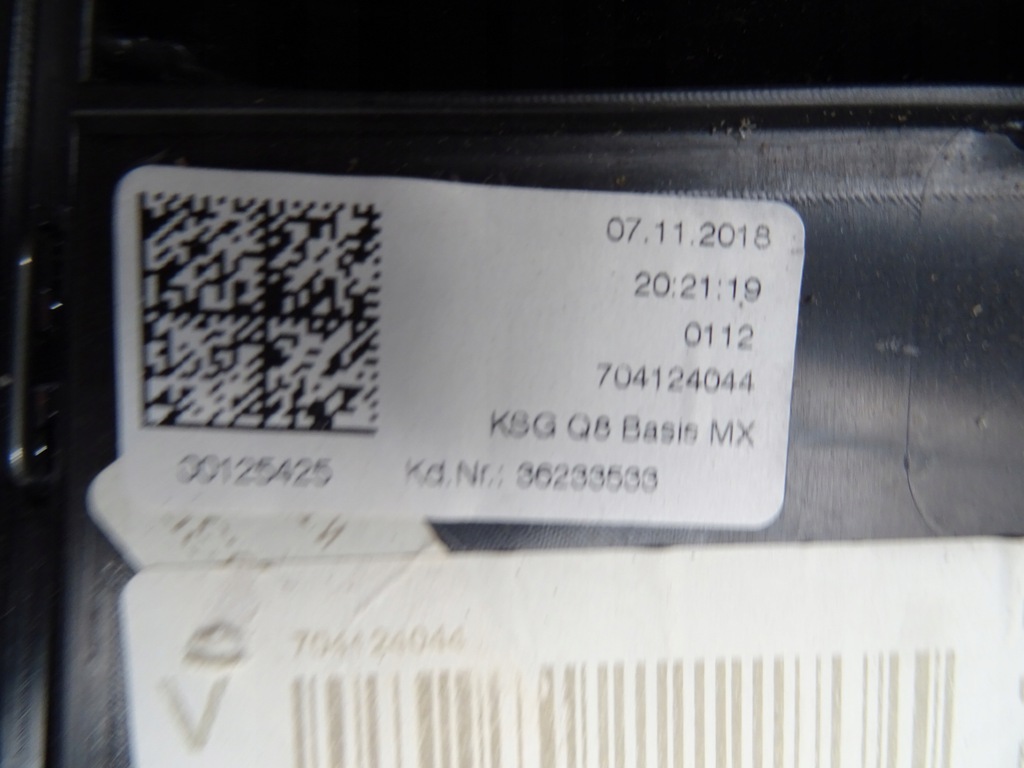 07.11.2018
20:21:19
0112
704124044
KSG Q8 Basis MX
30125425 Kd.Nr.: 36233533
704124044
V